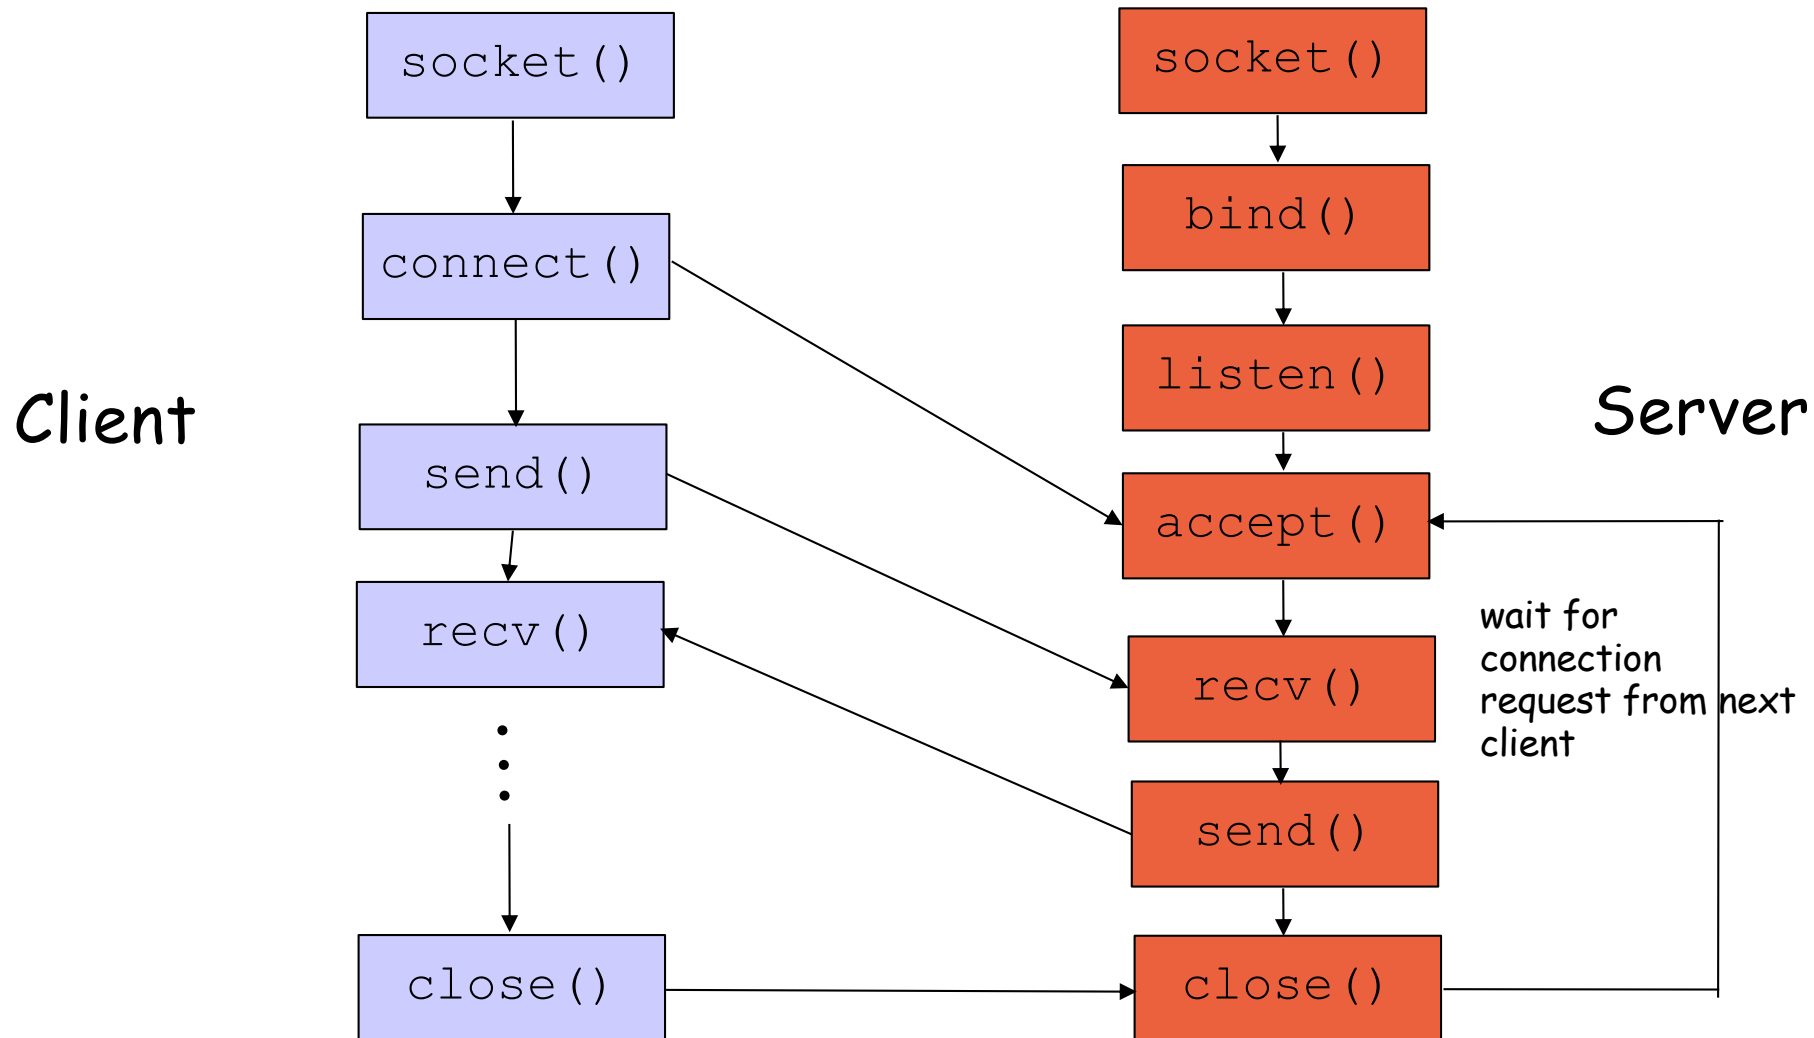 Client
socket()
connect()
send()
recv()
close()
Server
socket()
bind()
listen()
accept()
recv()
send()
close()
wait for
connection
request from next
client